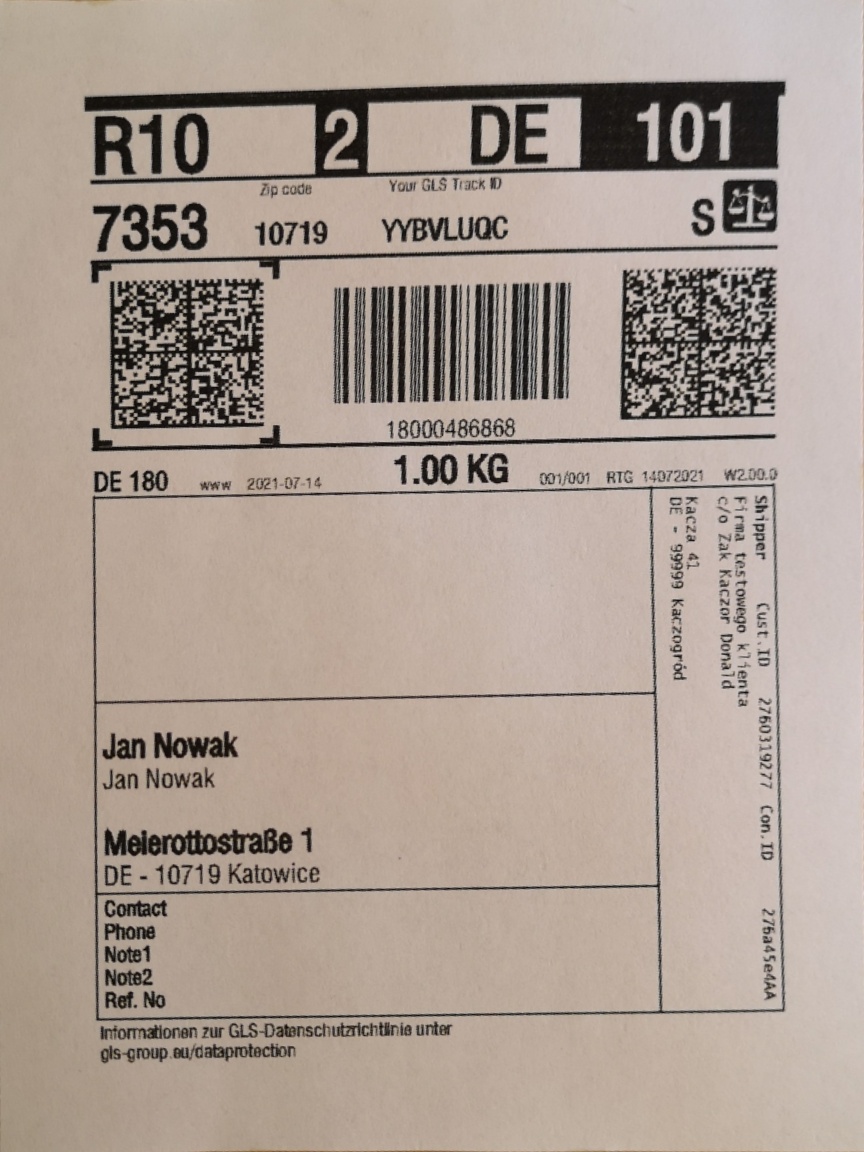 R10 2 DE 101
Zip code Your GLS Track ID
7353 10719 YYBVLUQC S
18000486868
DE 180 www 2021-07-14 1.00 KG 001/001 RTG 14072021 W2.00.0
Shipper Cust.ID 2760319277 Con.ID 276a45e4AA
Firma testowego klienta
c/o Zak Kaczor Donald
Kacza 41
DE - 99999 Kaczogród
Jan Nowak
Jan Nowak
Meierottostraße 1
DE - 10719 Katowice
Contact
Phone
Note1
Note2
Ref. No
Informationen zur GLS-Datenschutzrichtlinie unter
gls-group.eu/dataprotection